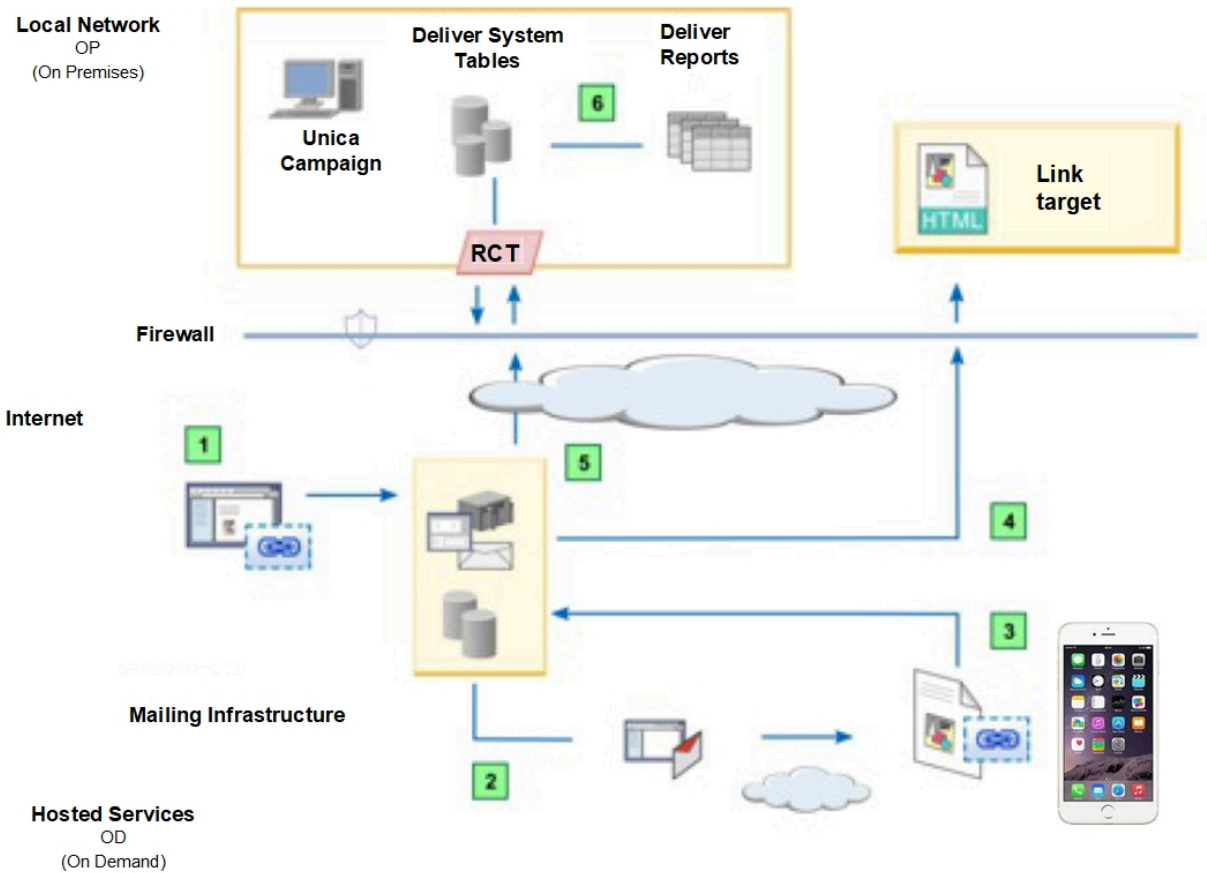 Local Network
OP
(On Premises)
Deliver System
Tables
Deliver
Reports
6
Unica
Campaign
RCT
HTML
Link
target
Firewall
Internet
1
5
4
3
Mailing Infrastructure
2
Hosted Services
OD
(On Demand)